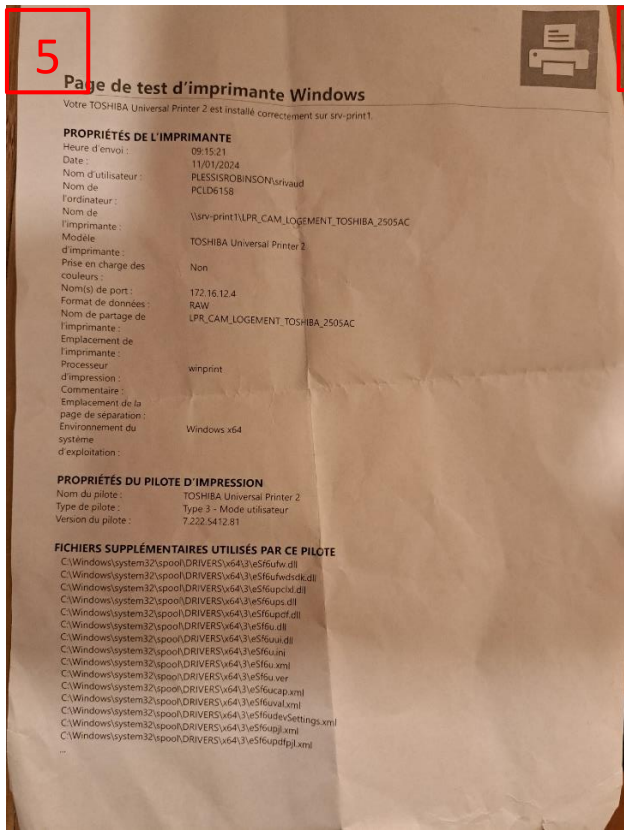 5
Page de test d'imprimante Windows
Votre TOSHIBA Universal Printer 2 est installé correctement sur srv-print1.
PROPRIÉTÉS DE L'IMPRIMANTE
Heure d'envoi : 09:15:21
Date : 11/01/2024
Nom d'utilisateur : PLESSISROBINSON\srivaud
Nom de PCLD6158
l'ordinateur :
Nom de \\srv-print1\LPR_CAM_LOGEMENT_TOSHIBA_2505AC
l'imprimante :
Modèle TOSHIBA Universal Printer 2
d'imprimante :
Prise en charge des Non
couleurs :
Nom(s) de port : 172.16.12.4
Format de données : RAW
Nom de partage de LPR_CAM_LOGEMENT_TOSHIBA_2505AC
l'imprimante :
Emplacement de
l'imprimante :
Processeur winprint
d'impression :
Commentaire :
Emplacement de la
page de séparation :
Environnement du Windows x64
système
d'exploitation :
PROPRIÉTÉS DU PILOTE D'IMPRESSION
Nom du pilote : TOSHIBA Universal Printer 2
Type de pilote : Type 3 - Mode utilisateur
Version du pilote : 7.222.5412.81
FICHIERS SUPPLÉMENTAIRES UTILISÉS PAR CE PILOTE
C:\Windows\system32\spool\DRIVERS\x64\3\eSf6ufw.dll
C:\Windows\system32\spool\DRIVERS\x64\3\eSf6ufwdsdk.dll
C:\Windows\system32\spool\DRIVERS\x64\3\eSf6upclxl.dll
C:\Windows\system32\spool\DRIVERS\x64\3\eSf6ups.dll
C:\Windows\system32\spool\DRIVERS\x64\3\eSf6updf.dll
C:\Windows\system32\spool\DRIVERS\x64\3\eSf6u.dll
C:\Windows\system32\spool\DRIVERS\x64\3\eSf6uui.dll
C:\Windows\system32\spool\DRIVERS\x64\3\eSf6u.ini
C:\Windows\system32\spool\DRIVERS\x64\3\eSf6u.xml
C:\Windows\system32\spool\DRIVERS\x64\3\eSf6u.ver
C:\Windows\system32\spool\DRIVERS\x64\3\eSf6ucap.xml
C:\Windows\system32\spool\DRIVERS\x64\3\eSf6uval.xml
C:\Windows\system32\spool\DRIVERS\x64\3\eSf6udevSettings.xml
C:\Windows\system32\spool\DRIVERS\x64\3\eSf6upjl.xml
C:\Windows\system32\spool\DRIVERS\x64\3\eSf6updfpjl.xml
...